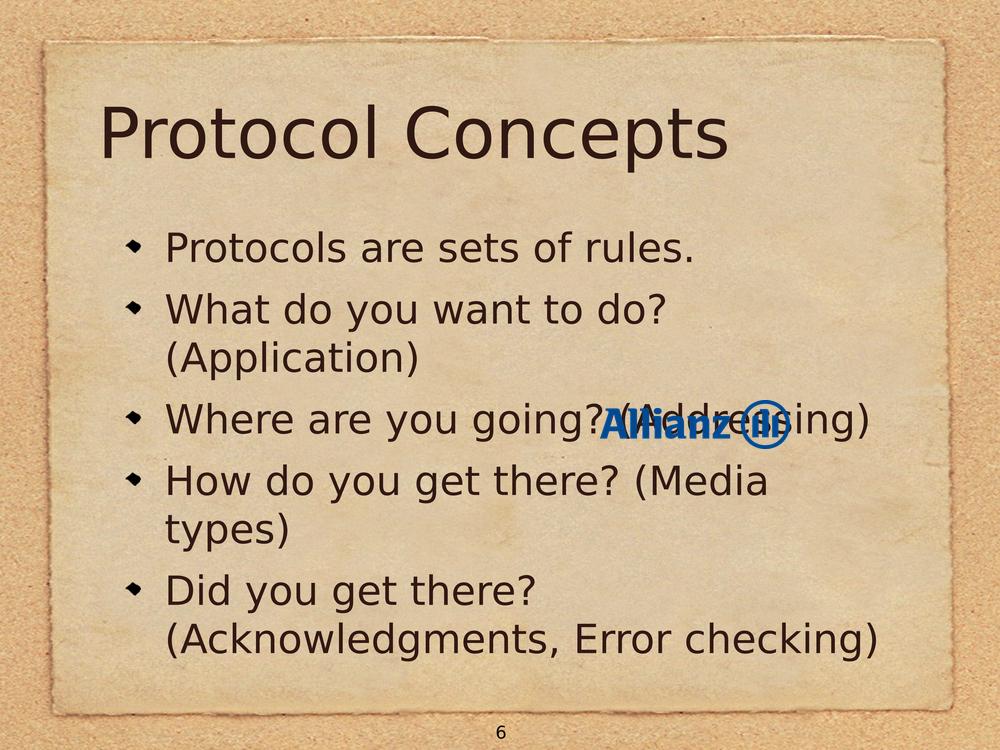 Protocol Concepts
Protocols are sets of rules.
What do you want to do?
(Application)
Where are you going? (Addressing)
Allianz
How do you get there? (Media
types)
Did you get there?
(Acknowledgments, Error checking)
6